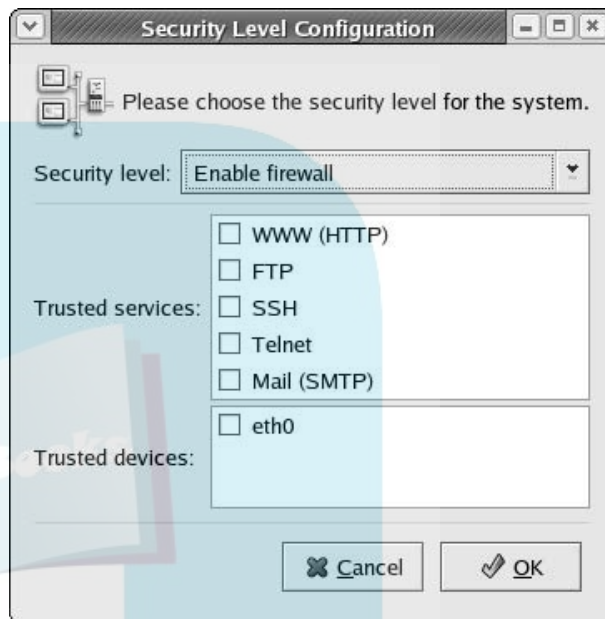 Security Level Configuration
Please choose the security level for the system.
Security level: Enable firewall
Trusted services:
WWW (HTTP)
FTP
SSH
Telnet
Mail (SMTP)
Trusted devices:
eth0
Cancel
OK